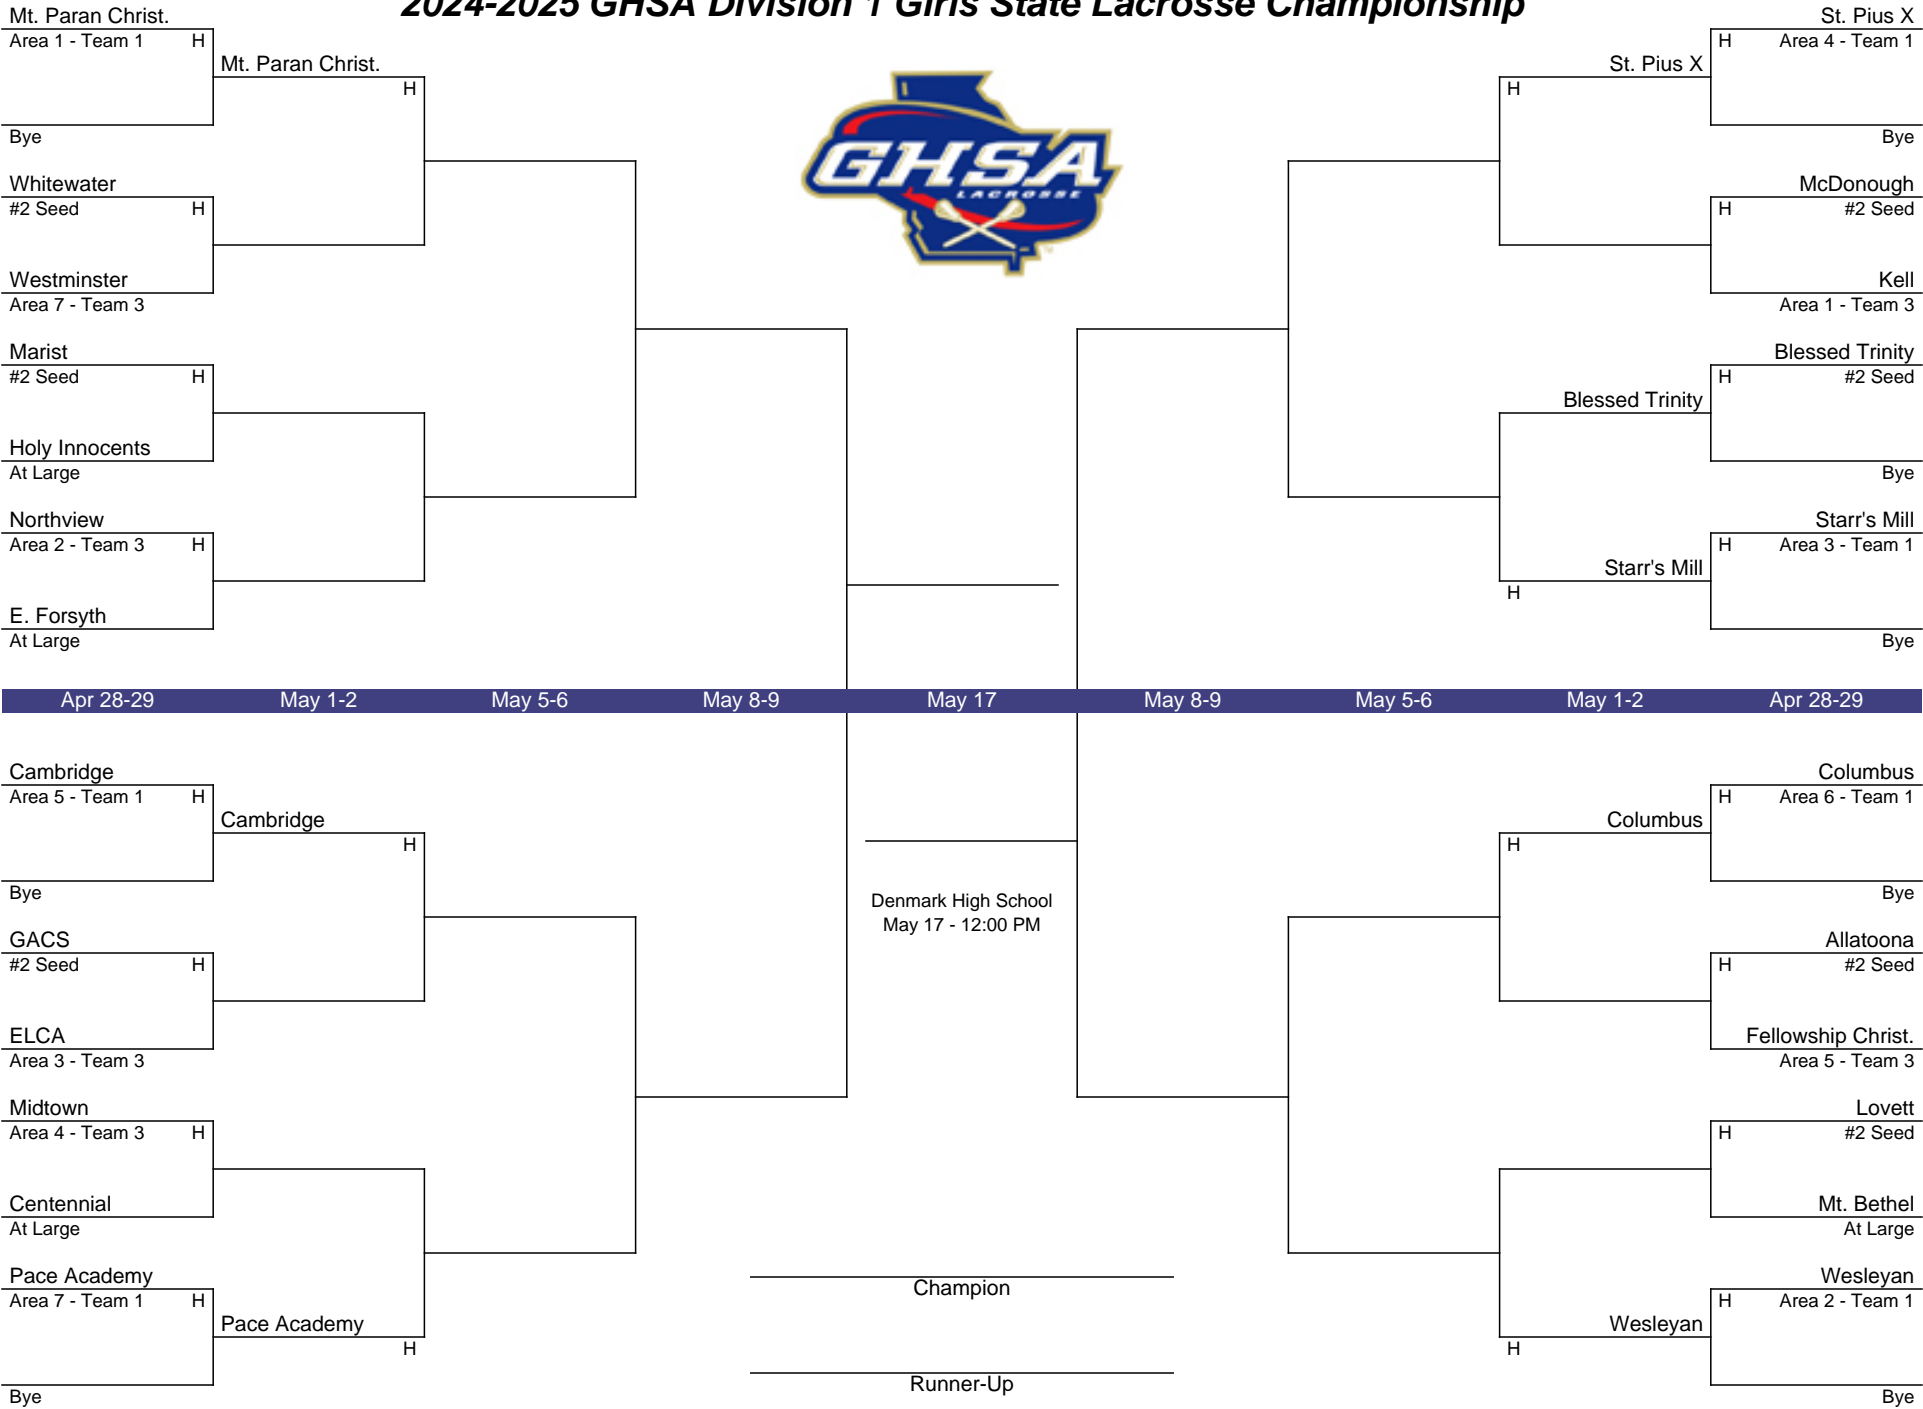 2024-2025 GHSA Division 1 Girls State Lacrosse Championship
Mt. Paran Christ.
Area 1 - Team 1 H
Mt. Paran Christ.
H
Bye
Whitewater
#2 Seed H
Westminster
Area 7 - Team 3
Marist
#2 Seed H
Holy Innocents
At Large
Northview
Area 2 - Team 3 H
E. Forsyth
At Large
GHSA
LACROSSE
St. Pius X
H Area 4 - Team 1
St. Pius X
H
Bye
McDonough
H #2 Seed
Kell
Area 1 - Team 3
Blessed Trinity
H #2 Seed
Blessed Trinity
Bye
Starr's Mill
H Area 3 - Team 1
Starr's Mill
H
Bye
Apr 28-29 May 1-2 May 5-6 May 8-9 May 17 May 8-9 May 5-6 May 1-2 Apr 28-29
Cambridge
Area 5 - Team 1 H
Cambridge
H
Bye
GACS
#2 Seed H
ELCA
Area 3 - Team 3
Midtown
Area 4 - Team 3 H
Centennial
At Large
Pace Academy
Area 7 - Team 1 H
Pace Academy
H
Bye
Denmark High School
May 17 - 12:00 PM
Champion
Runner-Up
Columbus
H Area 6 - Team 1
Columbus
H
Bye
Allatoona
H #2 Seed
Fellowship Christ.
Area 5 - Team 3
Lovett
H #2 Seed
Mt. Bethel
At Large
Wesleyan
H Area 2 - Team 1
Wesleyan
H
Bye